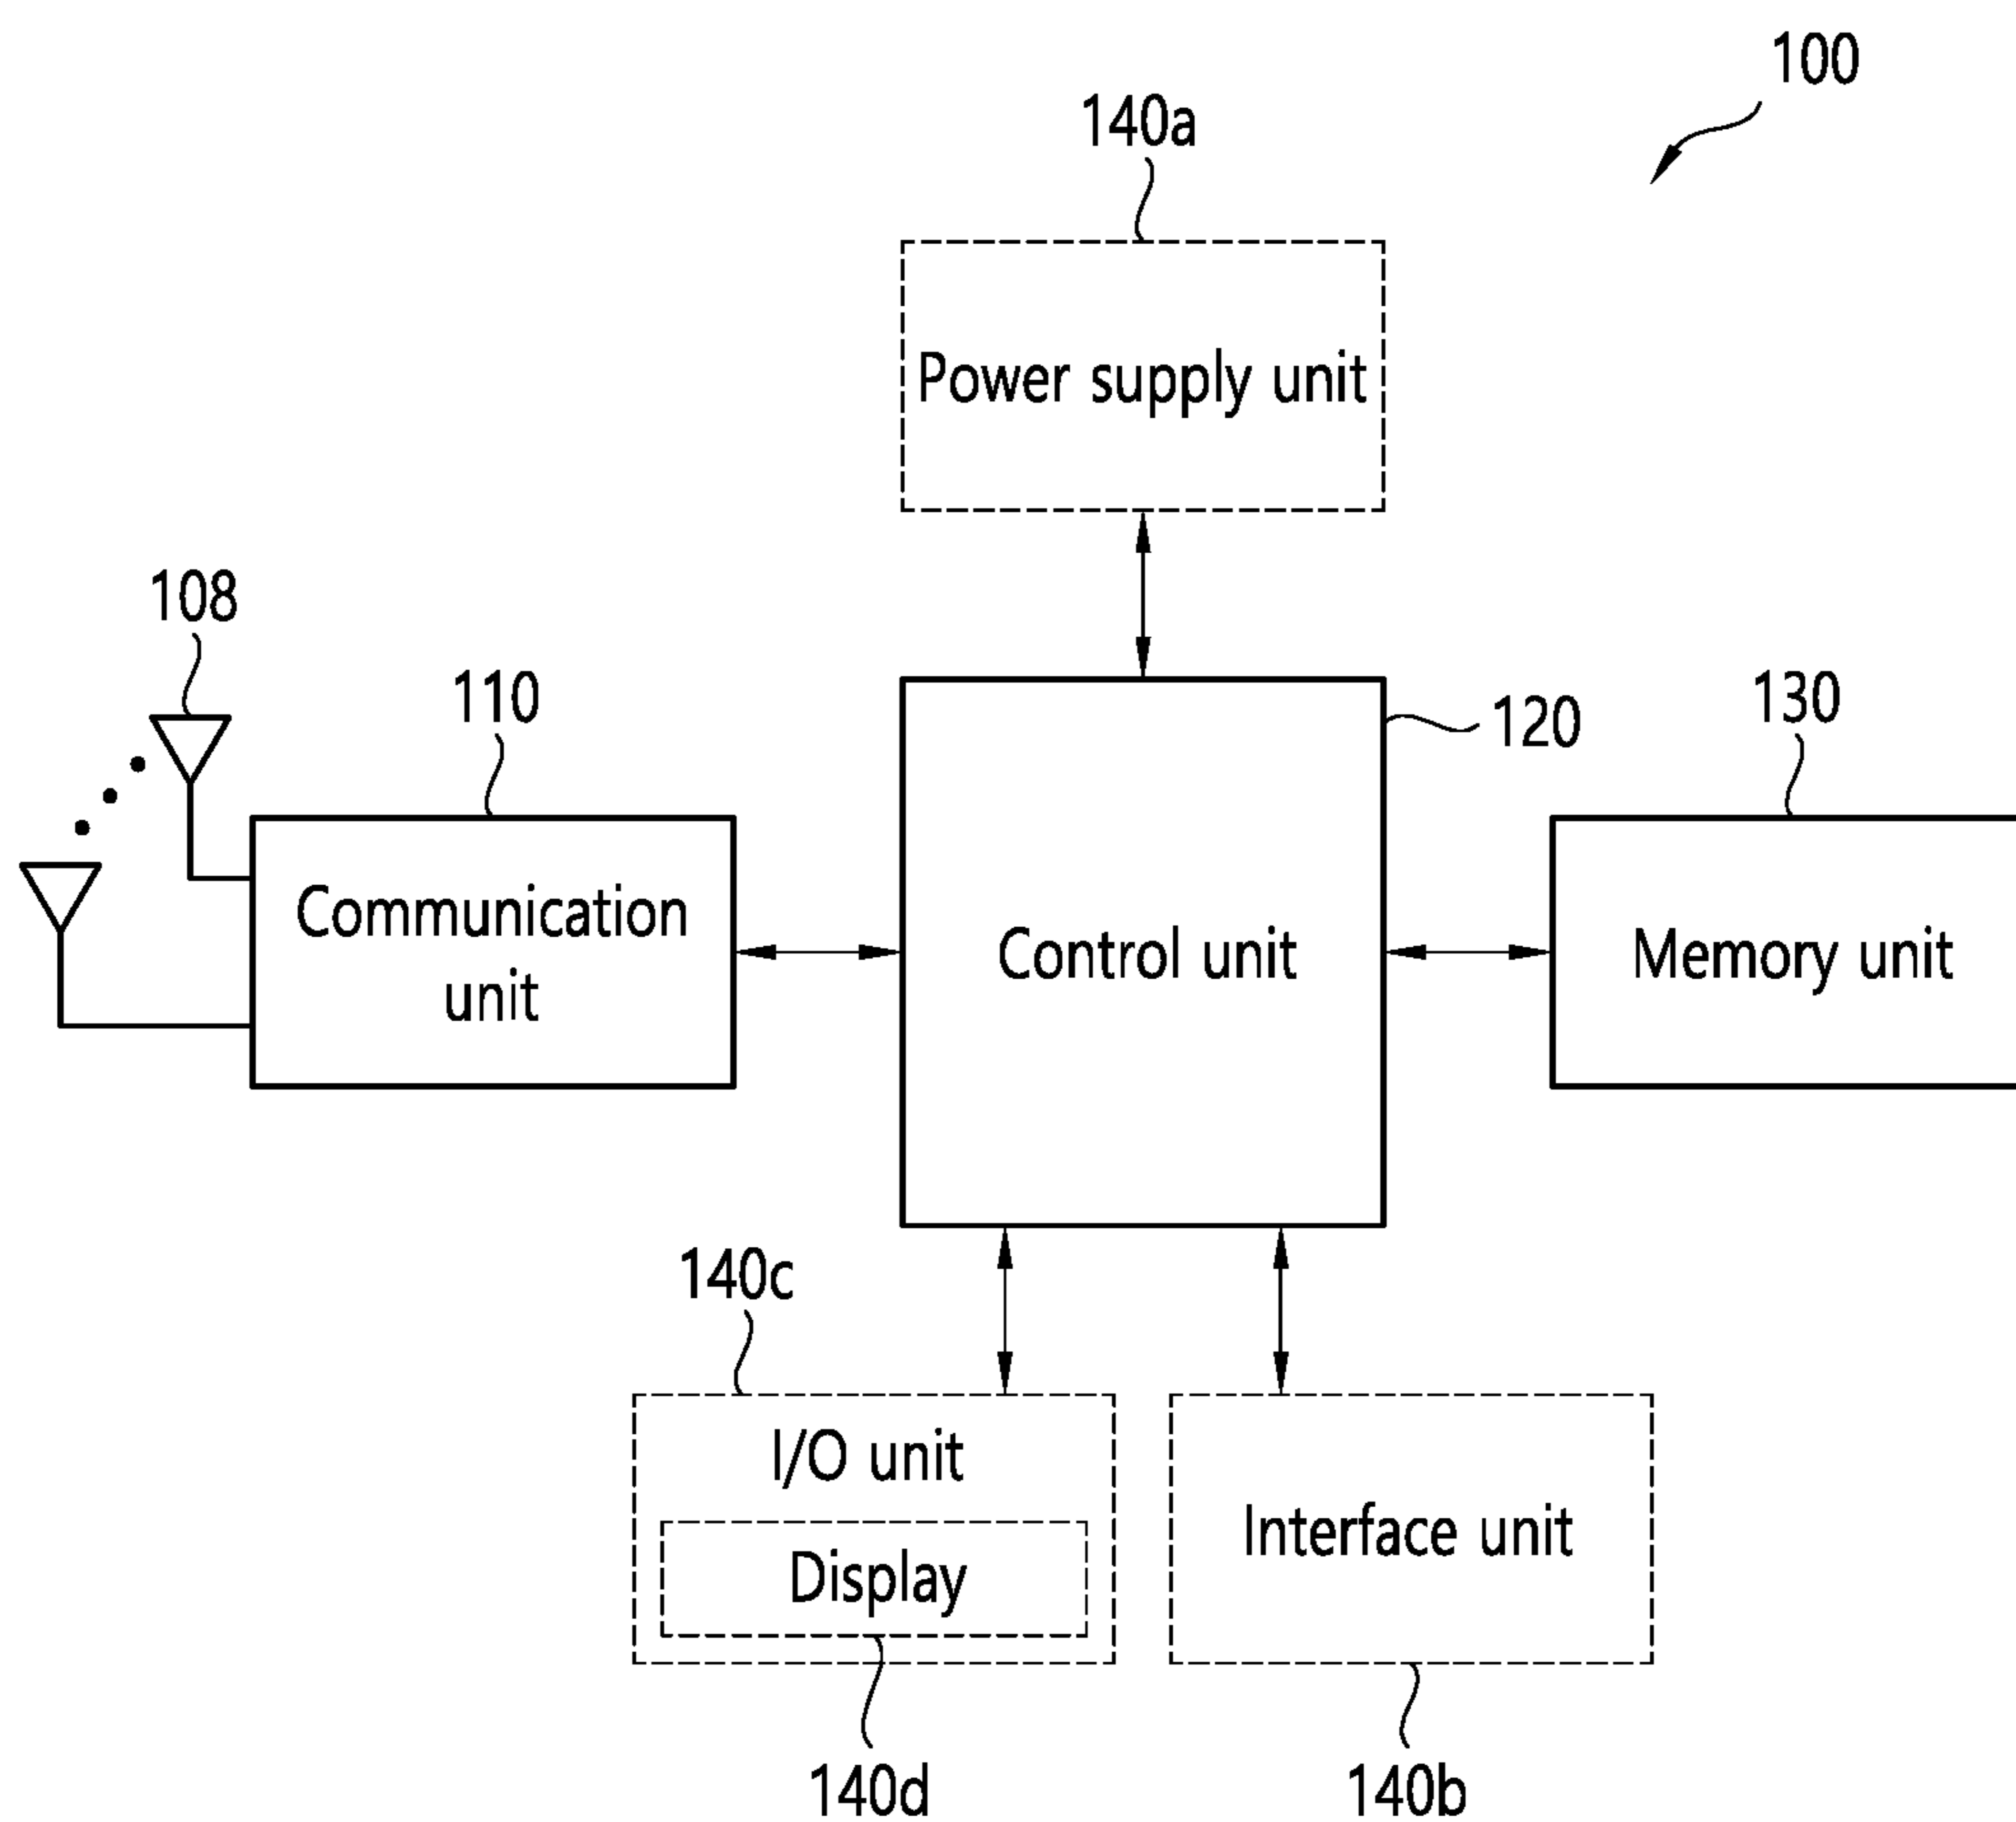 100
140a
Power supply unit
108
110
120
130
Communication
unit
Control unit
Memory unit
140c
I/O unit
Display
Interface unit
140d
140b